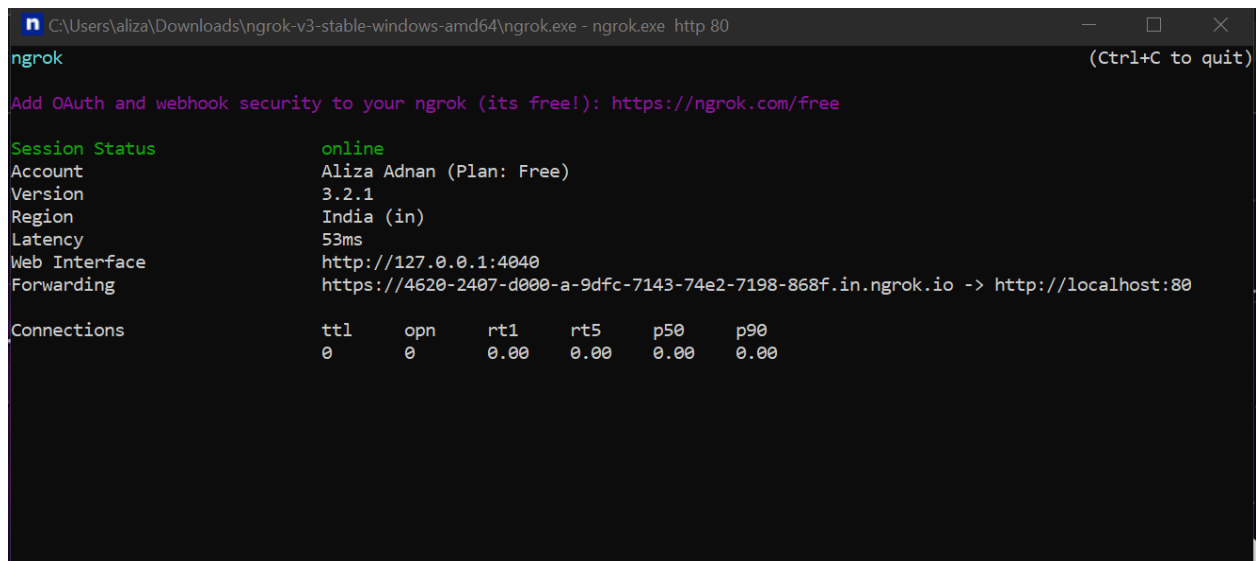 C:\Users\aliza\Downloads\ngrok-v3-stable-windows-amd64\ngrok.exe - ngrok.exe http 80
ngrok (Ctrl+C to quit)
Add OAuth and webhook security to your ngrok (its free!): https://ngrok.com/free
Session Status online
Account Aliza Adnan (Plan: Free)
Version 3.2.1
Region India (in)
Latency 53ms
Web Interface http://127.0.0.1:4040
Forwarding https://4620-2407-d000-a-9dfc-7143-74e2-7198-868f.in.ngrok.io -> http://localhost:80
Connections ttl opn rt1 rt5 p50 p90
0 0 0.00 0.00 0.00 0.00